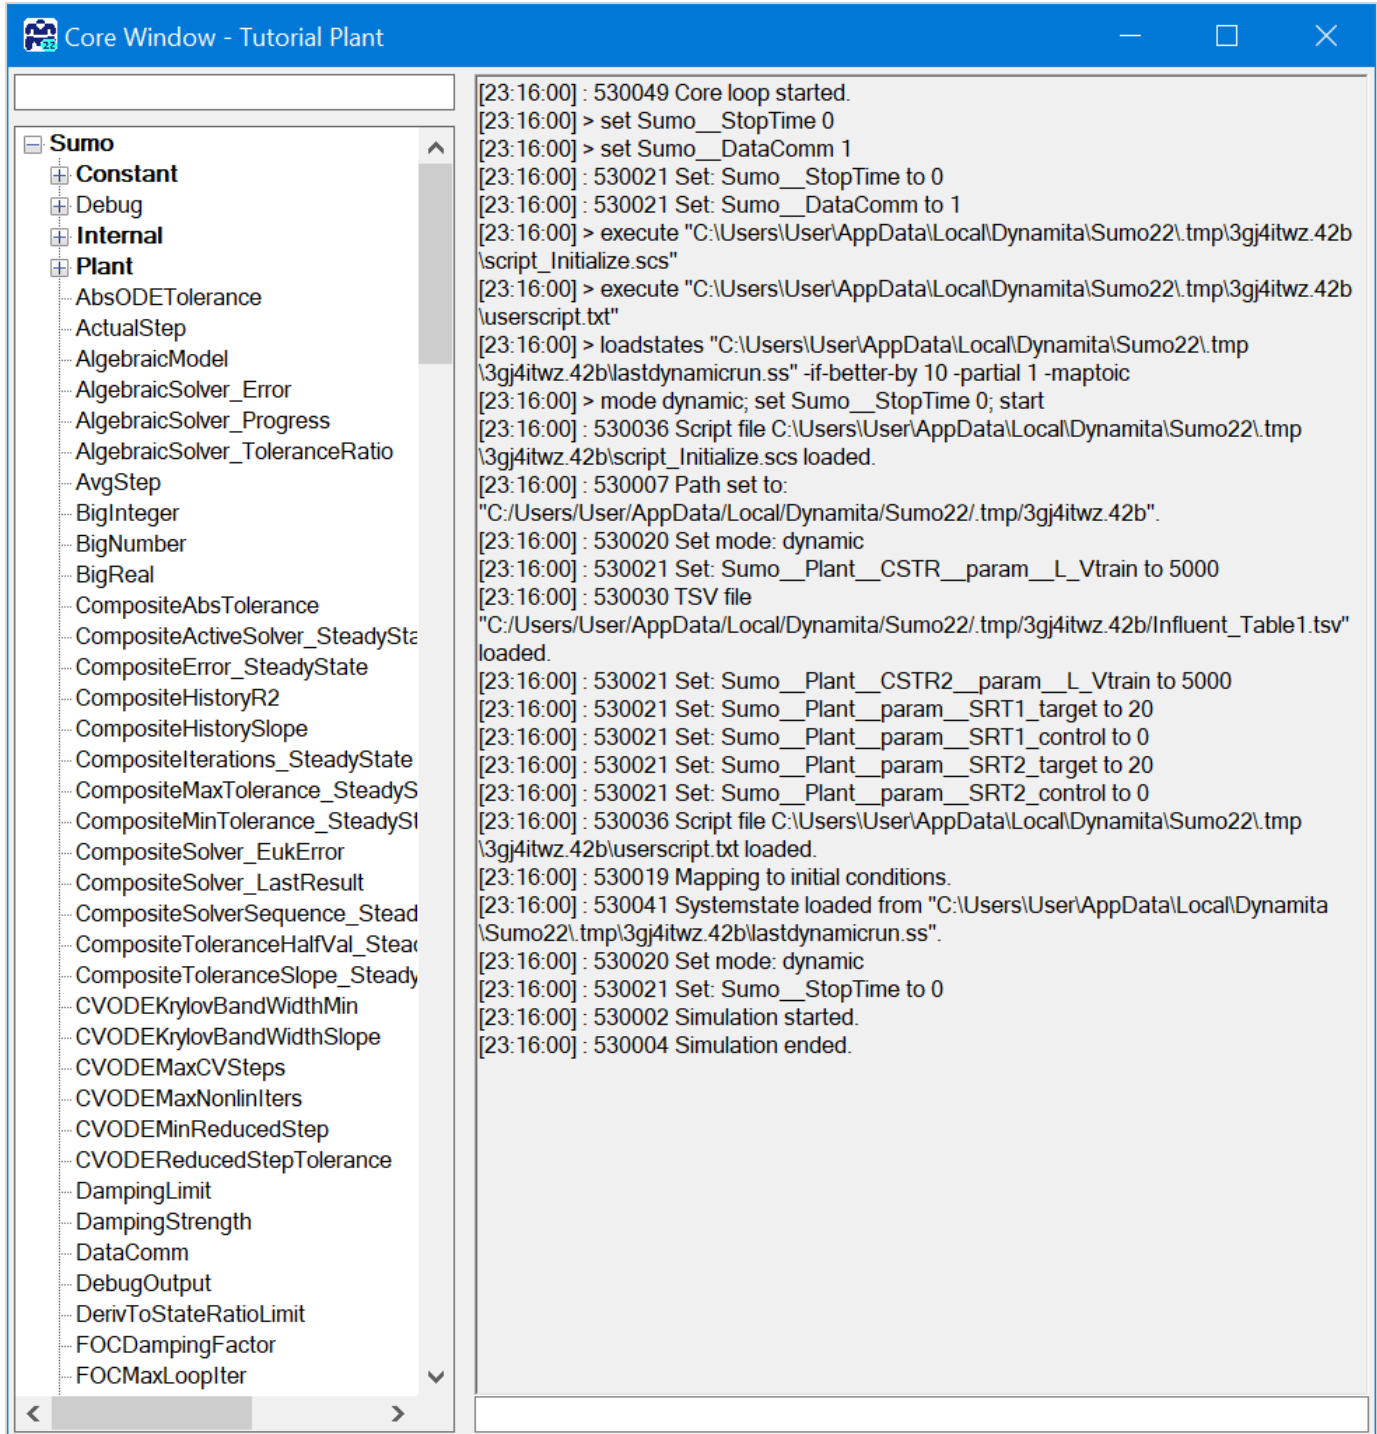 22
Core Window - Tutorial Plant
Sumo
Constant
Debug
Internal
Plant
AbsODETolerance
ActualStep
AlgebraicModel
AlgebraicSolver_Error
AlgebraicSolver_Progress
AlgebraicSolver_ToleranceRatio
AvgStep
BigInteger
BigNumber
BigReal
CompositeAbsTolerance
CompositeActiveSolver_SteadySta
CompositeError_SteadyState
CompositeHistoryR2
CompositeHistorySlope
CompositeIterations_SteadyState
CompositeMaxTolerance_SteadyS
CompositeMinTolerance_SteadySt
CompositeSolver_EukError
CompositeSolver_LastResult
CompositeSolverSequence_Stead
CompositeToleranceHalfVal_Stead
CompositeToleranceSlope_Steady
CVODEKrylovBandWidthMin
CVODEKrylovBandWidthSlope
CVODEMaxCVSteps
CVODEMaxNonlinIters
CVODEMinReducedStep
CVODEReducedStepTolerance
DampingLimit
DampingStrength
DataComm
DebugOutput
DerivToStateRatioLimit
FOCDampingFactor
FOCMaxLoopIter
[23:16:00] : 530049 Core loop started.
[23:16:00] > set Sumo__StopTime 0
[23:16:00] > set Sumo__DataComm 1
[23:16:00] : 530021 Set: Sumo__StopTime to 0
[23:16:00] : 530021 Set: Sumo__DataComm to 1
[23:16:00] > execute "C:\Users\User\AppData\Local\Dynamita\Sumo22\.tmp\3gj4itwz.42b
\script_Initialize.scs"
[23:16:00] > execute "C:\Users\User\AppData\Local\Dynamita\Sumo22\.tmp\3gj4itwz.42b
\userscript.txt"
[23:16:00] > loadstates "C:\Users\User\AppData\Local\Dynamita\Sumo22\.tmp
\3gj4itwz.42b\lastdynamicrun.ss" -if-better-by 10 -partial 1 -maptoic
[23:16:00] > mode dynamic; set Sumo__StopTime 0; start
[23:16:00] : 530036 Script file C:\Users\User\AppData\Local\Dynamita\Sumo22\.tmp
\3gj4itwz.42b\script_Initialize.scs loaded.
[23:16:00] : 530007 Path set to:
"C:/Users/User/AppData/Local/Dynamita/Sumo22/.tmp/3gj4itwz.42b".
[23:16:00] : 530020 Set mode: dynamic
[23:16:00] : 530021 Set: Sumo__Plant__CSTR__param__L_Vtrain to 5000
[23:16:00] : 530030 TSV file
"C:/Users/User/AppData/Local/Dynamita/Sumo22/.tmp/3gj4itwz.42b/Influent_Table1.tsv"
loaded.
[23:16:00] : 530021 Set: Sumo__Plant__CSTR2__param__L_Vtrain to 5000
[23:16:00] : 530021 Set: Sumo__Plant__param__SRT1_target to 20
[23:16:00] : 530021 Set: Sumo__Plant__param__SRT1_control to 0
[23:16:00] : 530021 Set: Sumo__Plant__param__SRT2_target to 20
[23:16:00] : 530021 Set: Sumo__Plant__param__SRT2_control to 0
[23:16:00] : 530036 Script file C:\Users\User\AppData\Local\Dynamita\Sumo22\.tmp
\3gj4itwz.42b\userscript.txt loaded.
[23:16:00] : 530019 Mapping to initial conditions.
[23:16:00] : 530041 Systemstate loaded from "C:\Users\User\AppData\Local\Dynamita
\Sumo22\.tmp\3gj4itwz.42b\lastdynamicrun.ss".
[23:16:00] : 530020 Set mode: dynamic
[23:16:00] : 530021 Set: Sumo__StopTime to 0
[23:16:00] : 530002 Simulation started.
[23:16:00] : 530004 Simulation ended.